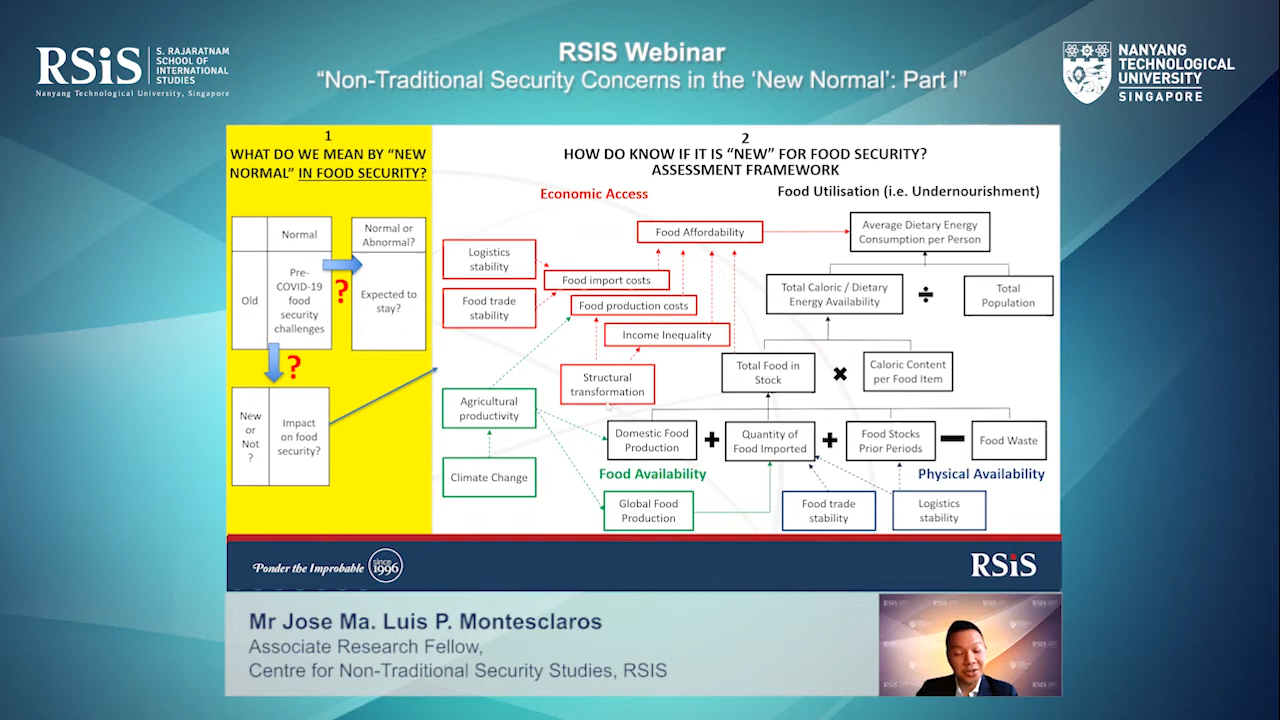 RSiS
S. RAJARATNAM
SCHOOL OF
INTERNATIONAL
STUDIES
Nanyang Technological University, Singapore
RSIS Webinar
“Non-Traditional Security Concerns in the ‘New Normal’: Part I”
NANYANG
TECHNOLOGICAL
UNIVERSITY
SINGAPORE
1
WHAT DO WE MEAN BY “NEW
NORMAL” IN FOOD SECURITY?
Normal
Old
Pre-
COVID-19
food
security
challenges
?
Normal or
Abnormal?
Expected to
stay?
?
New
or
Not
?
Impact
on food
security?
2
HOW DO KNOW IF IT IS “NEW” FOR FOOD SECURITY?
ASSESSMENT FRAMEWORK
Economic Access
Food Utilisation (i.e. Undernourishment)
Food Affordability
Average Dietary Energy
Consumption per Person
Logistics
stability
Food import costs
Food trade
stability
Food production costs
Total Caloric / Dietary
Energy Availability
÷
Total
Population
Income Inequality
Structural
transformation
Total Food in
Stock
×
Caloric Content
per Food Item
Agricultural
productivity
Domestic Food
Production
+
Quantity of
Food Imported
+
Food Stocks
Prior Periods
−
Food Waste
Climate Change
Food Availability
Physical Availability
Global Food
Production
Food trade
stability
Logistics
stability
Ponder the Improbable
since
1996
RSiS
Mr Jose Ma. Luis P. Montesclaros
Associate Research Fellow,
Centre for Non-Traditional Security Studies, RSIS